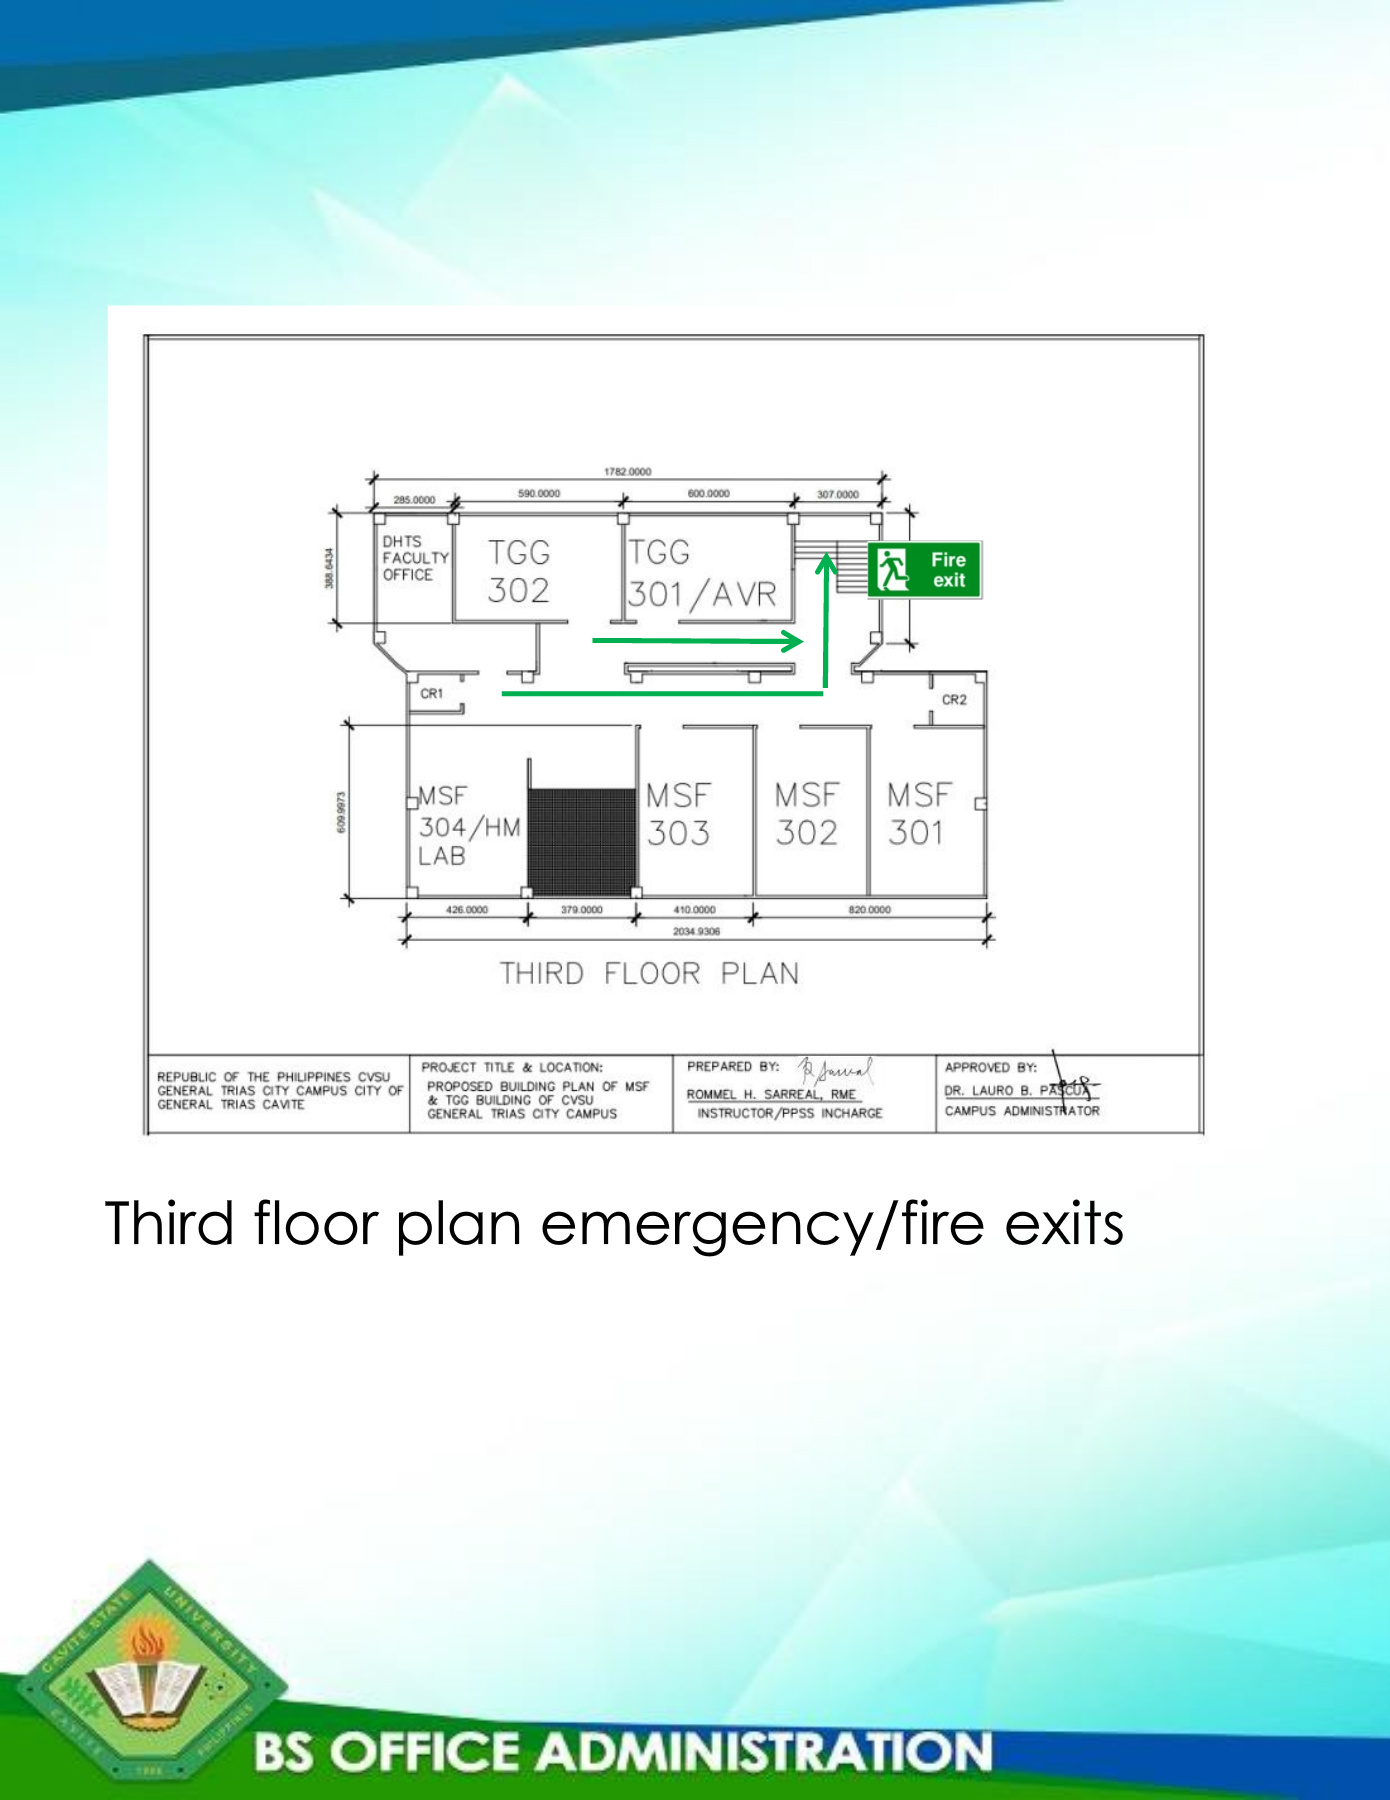 1782.0000
285.0000
590.0000
600.0000
307.0000
388.6434
DHTS
FACULTY
OFFICE
TGG
302
TGG
301/AVR
Fire
exit
CR1
CR2
609.9973
MSF
304/HM
LAB
MSF
303
MSF
302
MSF
301
426.0000
379.0000
410.0000
820.0000
2034.9306
THIRD FLOOR PLAN
REPUBLIC OF THE PHILIPPINES CVSU
GENERAL TRIAS CITY CAMPUS CITY OF
GENERAL TRIAS CAVITE
PROJECT TITLE & LOCATION:
PROPOSED BUILDING PLAN OF MSF
& TGG BUILDING OF CVSU
GENERAL TRIAS CITY CAMPUS
PREPARED BY:
ROMMEL H. SARREAL, RME
INSTRUCTOR/PPSS INCHARGE
APPROVED BY:
DR. LAURO B. PASCUA
CAMPUS ADMINISTRATOR
Third floor plan emergency/fire exits
CAVITE STATE UNIVERSITY
CAVITE
PHILIPPINES
BS OFFICE ADMINISTRATION